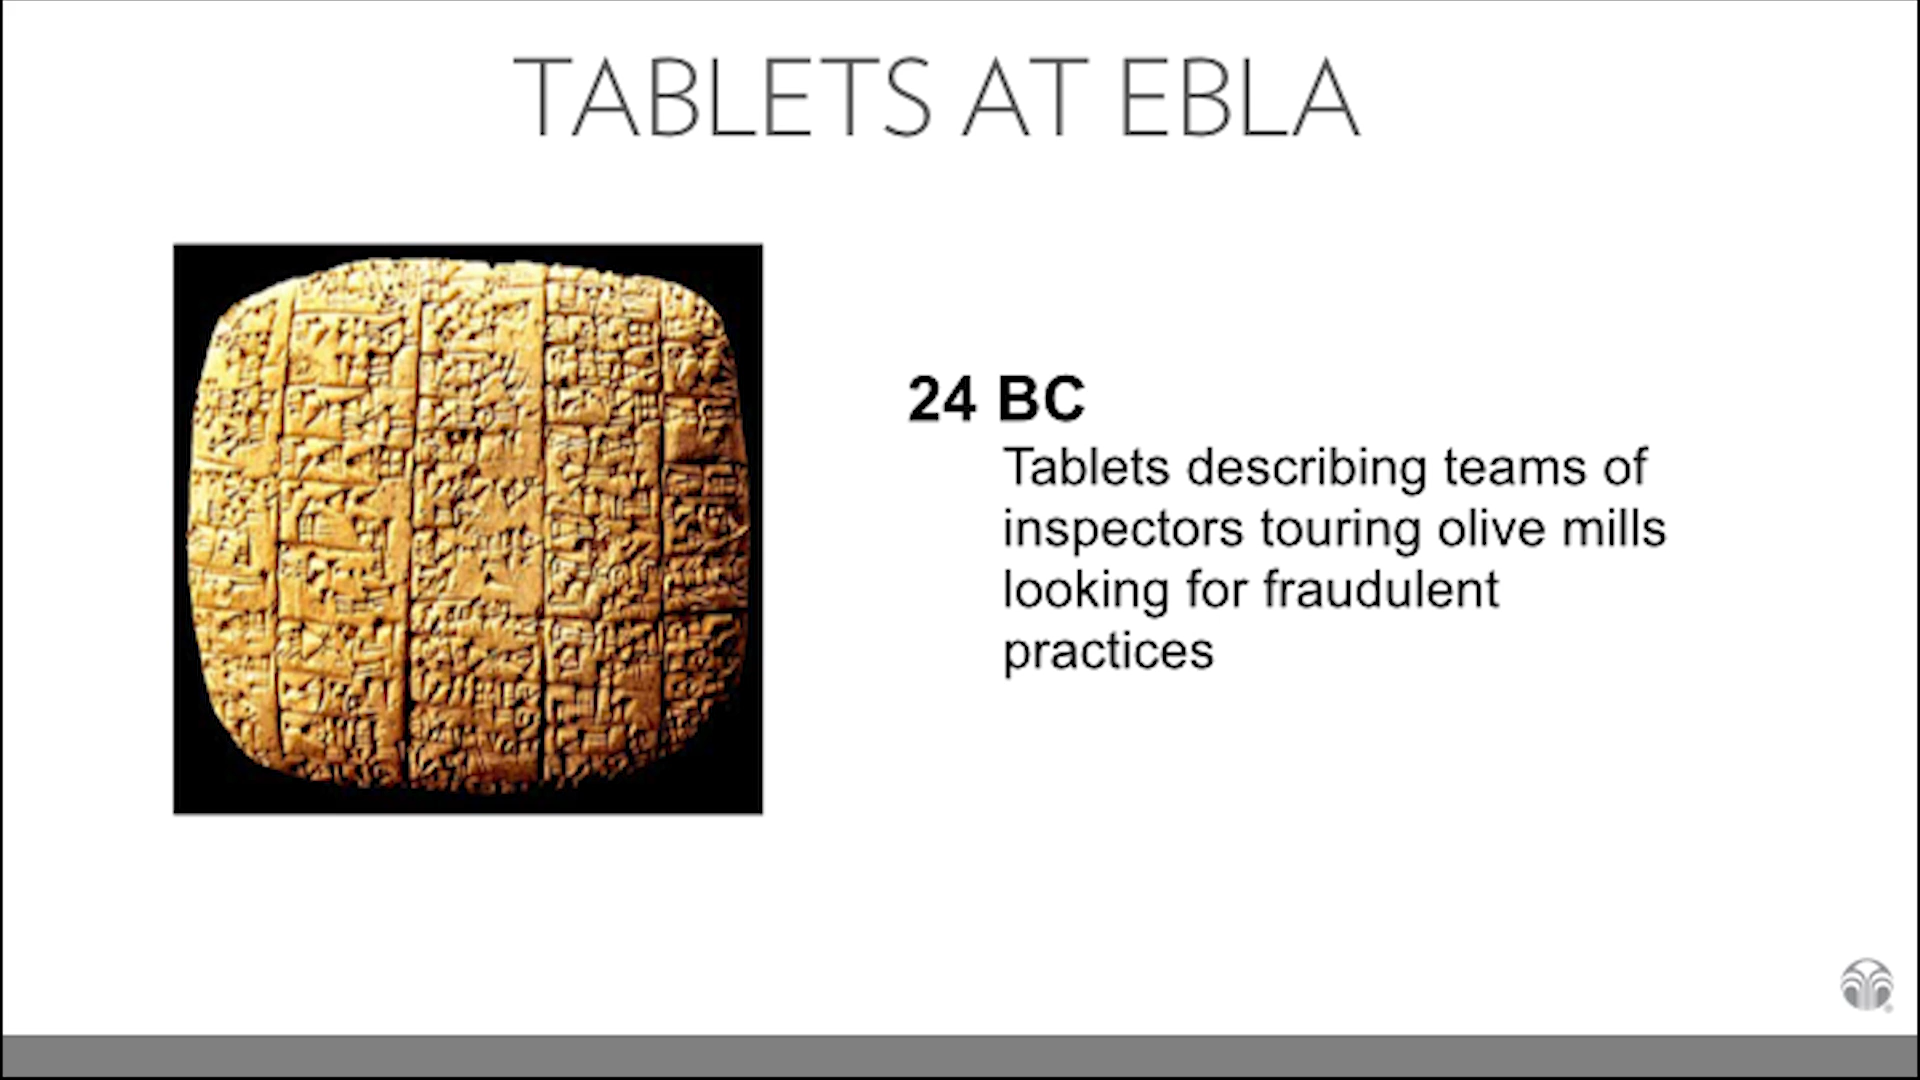 TABLETS AT EBLA
24 BC
Tablets describing teams of
inspectors touring olive mills
looking for fraudulent
practices